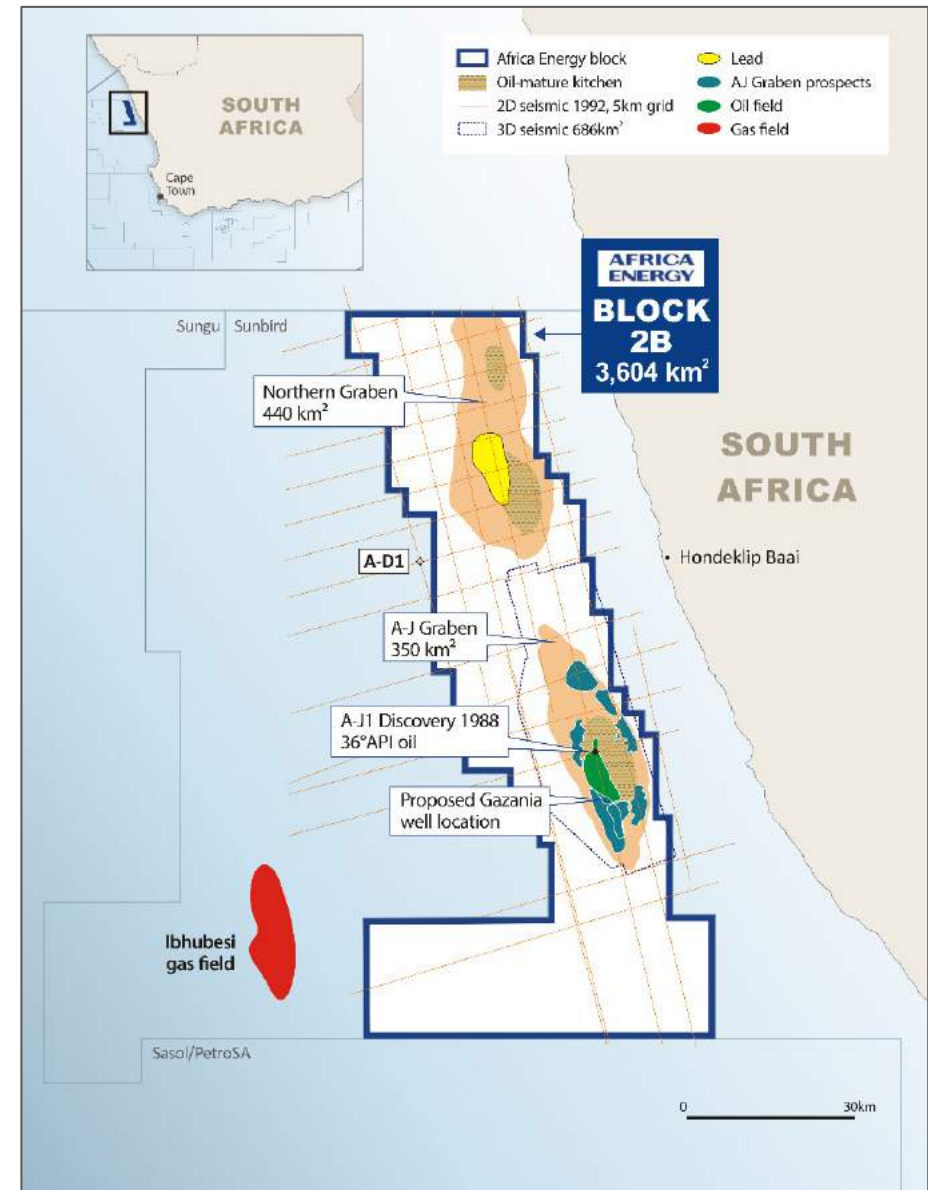 SOUTH
AFRICA
Cape
Town
Africa Energy block
Oil-mature kitchen
2D seismic 1992, 5km grid
3D seismic 686km²
Lead
AJ Graben prospects
Oil field
Gas field
AFRICA
ENERGY
BLOCK
2B
3,604 km²
Sungu
Sunbird
Northern Graben
440 km²
SOUTH
AFRICA
A-D1
Hondeklip Baai
A-J Graben
350 km²
A-J1 Discovery 1988
36°API oil
Proposed Gazania
well location
Ibhubesi
gas field
Sasol/PetroSA
0 30km